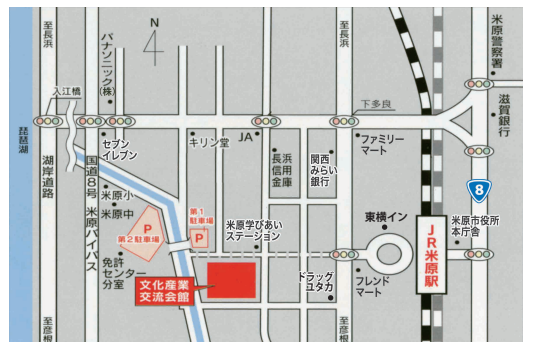 至長浜
パナソニック(株)
N
至長浜
米原警察署
入江橋
下多良
滋賀銀行
琵琶湖
湖岸道路
セブン
イレブン
国道8号 米原バイパス
キリン堂
JA
長浜
信用
金庫
関西
みらい
銀行
ファミリー
マート
8
米原小
米原中
P
第2駐車場
第1
駐車場
P
米原学びあい
ステーション
東横イン
JR米原駅
米原市役所
本庁舎
免許
センター
分室
文化産業
交流会館
ドラッグ
ユタカ
フレンド
マート
至彦根
至彦根
至彦根